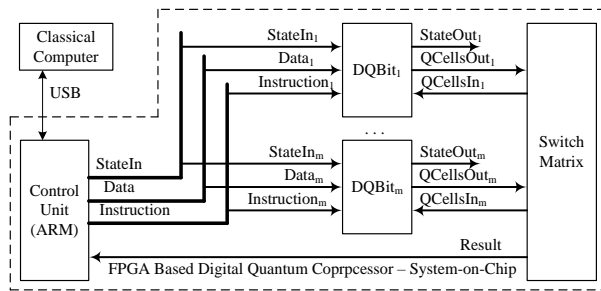 Classical
Computer
USB
StateIn₁
Data₁
Instruction₁
DQBit₁
StateOut₁
QCellsOut₁
QCellsIn₁
. . .
StateInₘ
Dataₘ
Instructionₘ
DQBitₘ
StateOutₘ
QCellsOutₘ
QCellsInₘ
Switch
Matrix
Control
Unit
(ARM)
StateIn
Data
Instruction
Result
FPGA Based Digital Quantum Coprpcessor – System-on-Chip